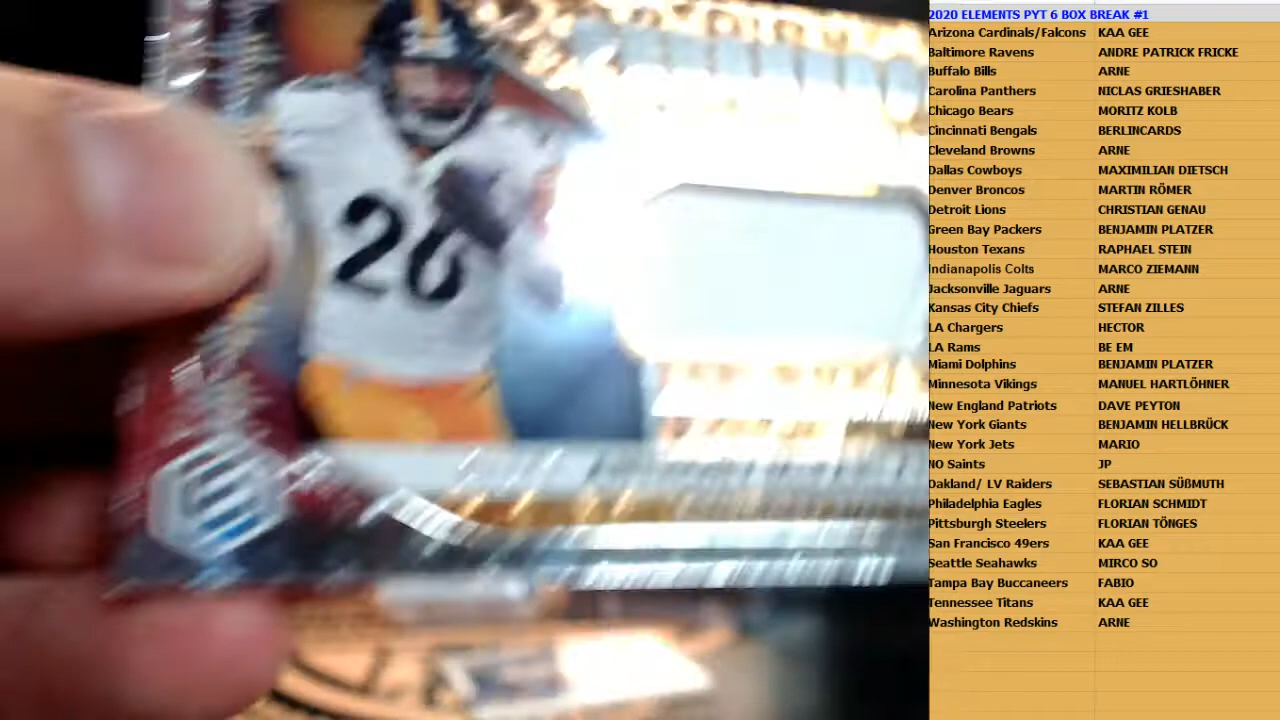 2020 ELEMENTS PYT 6 BOX BREAK #1
Arizona Cardinals/Falcons KAA GEE
Baltimore Ravens ANDRE PATRICK FRICKE
Buffalo Bills ARNE
Carolina Panthers NICLAS GRIESHABER
Chicago Bears MORITZ KOLB
Cincinnati Bengals BERLINCARDS
Cleveland Browns ARNE
Dallas Cowboys MAXIMILIAN DIETSCH
Denver Broncos MARTIN RÖMER
Detroit Lions CHRISTIAN GENAU
Green Bay Packers BENJAMIN PLATZER
Houston Texans RAPHAEL STEIN
Indianapolis Colts MARCO ZIEMANN
Jacksonville Jaguars ARNE
Kansas City Chiefs STEFAN ZILLES
LA Chargers HECTOR
LA Rams BE EM
Miami Dolphins BENJAMIN PLATZER
Minnesota Vikings MANUEL HARTLÖHNER
New England Patriots DAVE PEYTON
New York Giants BENJAMIN HELLBRÜCK
New York Jets MARIO
NO Saints JP
Oakland/ LV Raiders SEBASTIAN SÜßMUTH
Philadelphia Eagles FLORIAN SCHMIDT
Pittsburgh Steelers FLORIAN TÖNGES
San Francisco 49ers KAA GEE
Seattle Seahawks MIRCO SO
Tampa Bay Buccaneers FABIO
Tennessee Titans KAA GEE
Washington Redskins ARNE
26